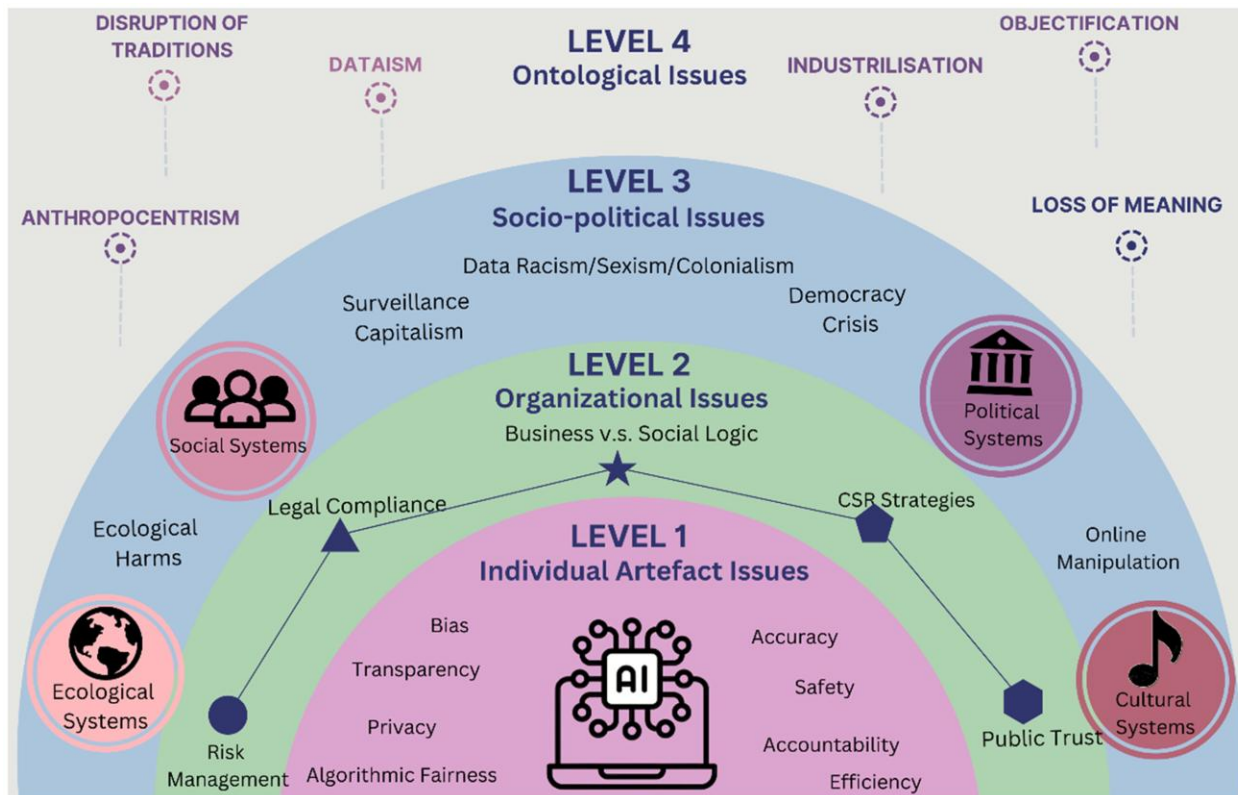 DISRUPTION OF
TRADITIONS
DATAISM
LEVEL 4
Ontological Issues
INDUSTRILISATION
OBJECTIFICATION
ANTHROPOCENTRISM
LOSS OF MEANING
LEVEL 3
Socio-political Issues
Data Racism/Sexism/Colonialism
Surveillance
Capitalism
Democracy
Crisis
Social Systems
Political
Systems
Ecological
Harms
Online
Manipulation
Ecological
Systems
Cultural
Systems
LEVEL 2
Organizational Issues
Business v.s. Social Logic
Legal Compliance
CSR Strategies
Risk
Management
Public Trust
LEVEL 1
Individual Artefact Issues
Bias
Transparency
Privacy
Algorithmic Fairness
AI
Accuracy
Safety
Accountability
Efficiency